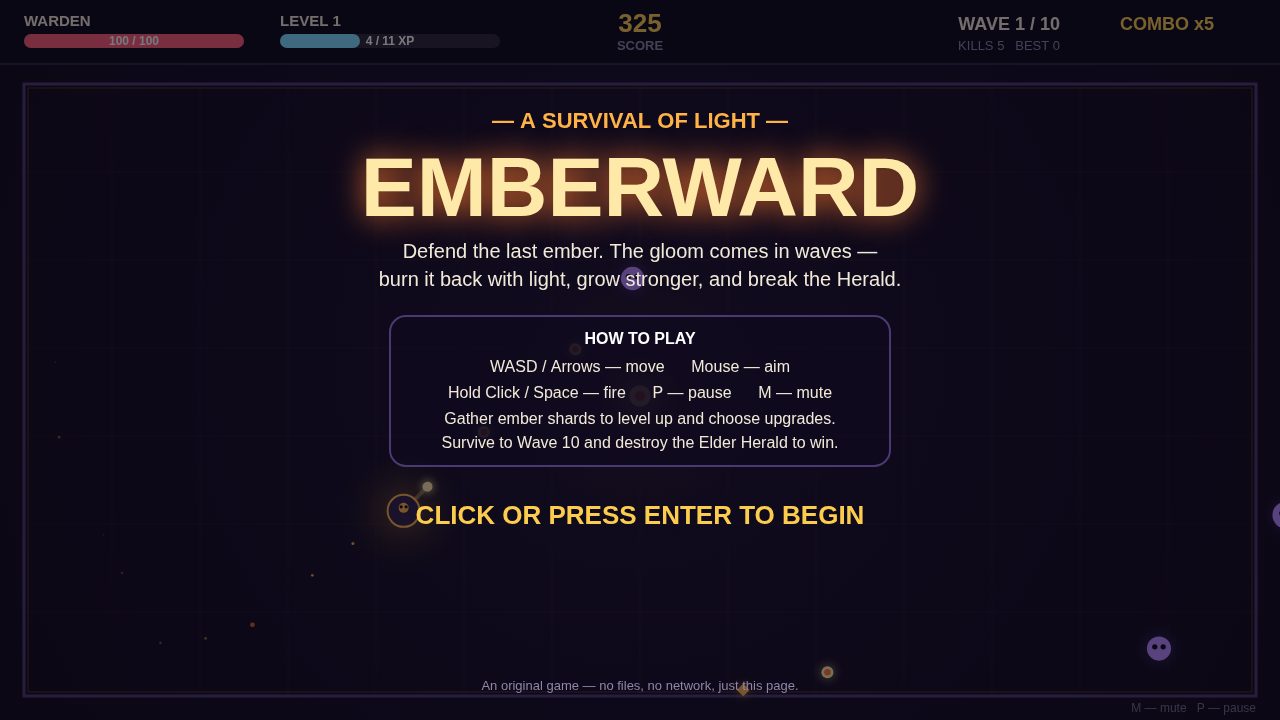 WARDEN
100 / 100
LEVEL 1
4 / 11 XP
325
SCORE
WAVE 1 / 10
KILLS 5   BEST 0
COMBO x5
— A SURVIVAL OF LIGHT —
EMBERWARD
Defend the last ember. The gloom comes in waves —
burn it back with light, grow stronger, and break the Herald.
HOW TO PLAY
WASD / Arrows — move      Mouse — aim
Hold Click / Space — fire      P — pause      M — mute
Gather ember shards to level up and choose upgrades.
Survive to Wave 10 and destroy the Elder Herald to win.
CLICK OR PRESS ENTER TO BEGIN
An original game — no files, no network, just this page.
M — mute   P — pause